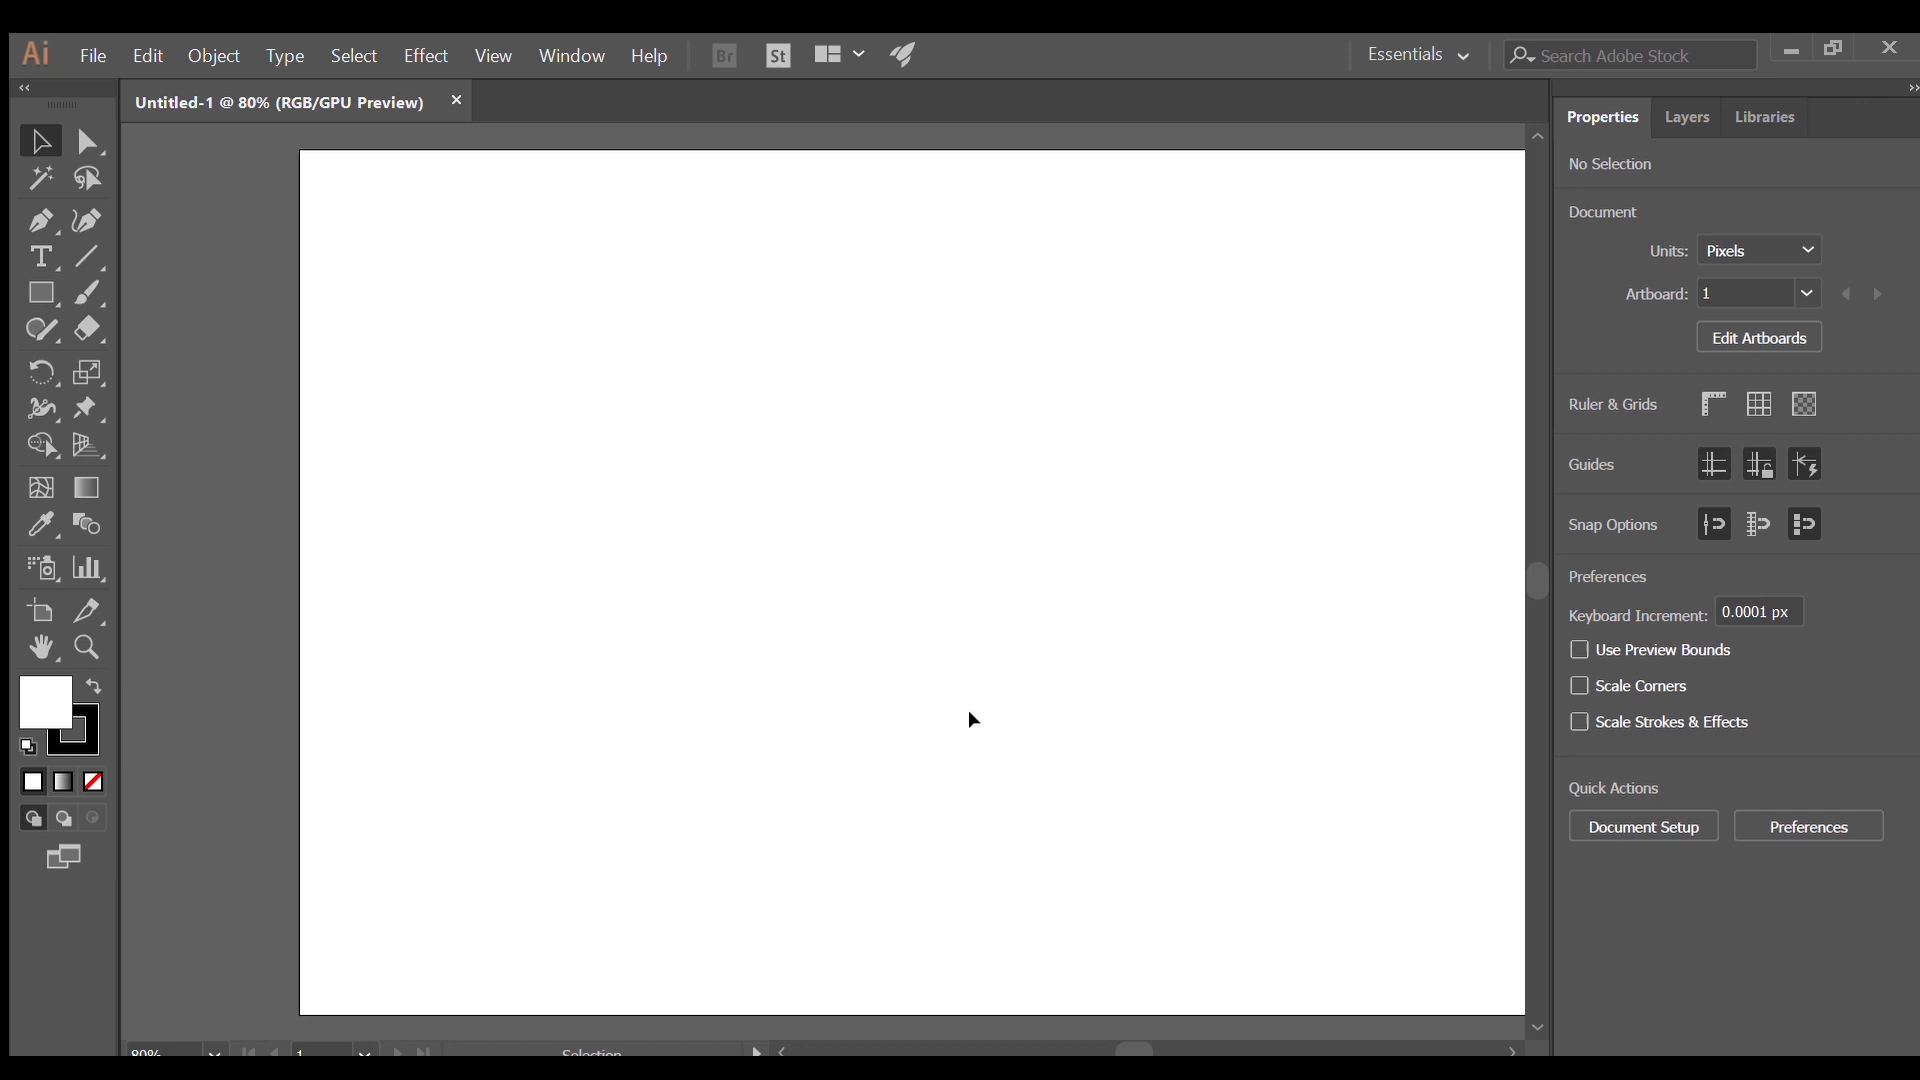 Ai File Edit Object Type Select Effect View Window Help Br St Essentials Search Adobe Stock
Untitled-1 @ 80% (RGB/GPU Preview)
Properties Layers Libraries
No Selection
Document
Units: Pixels
Artboard: 1
Edit Artboards
Ruler & Grids
Guides
Snap Options
Preferences
Keyboard Increment: 0.0001 px
Use Preview Bounds
Scale Corners
Scale Strokes & Effects
Quick Actions
Document Setup Preferences
80% 1 Selection